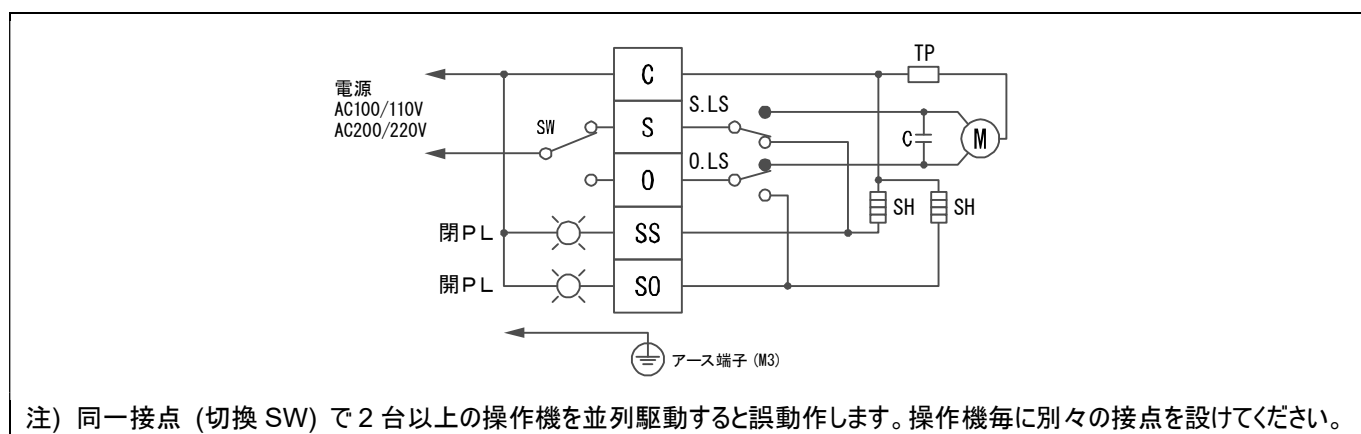 TP
電源
AC100/110V
AC200/220V
C
S.LS
SW
S
C
M
O.LS
O
SH
SH
閉PL
SS
開PL
SO
アース端子 (M3)
注) 同一接点 (切換 SW) で 2 台以上の操作機を並列駆動すると誤動作します。操作機毎に別々の接点を設けてください。